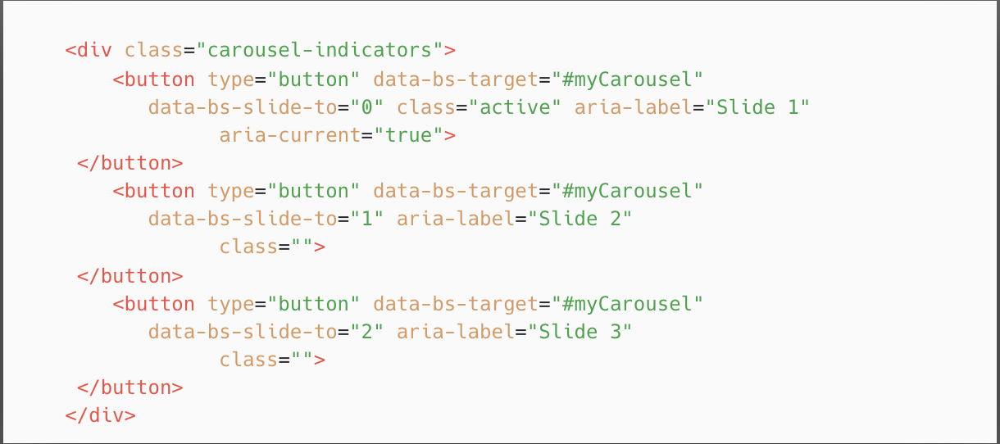 <div class="carousel-indicators">
<button type="button" data-bs-target="#myCarousel"
data-bs-slide-to="0" class="active" aria-label="Slide 1"
aria-current="true">
</button>
<button type="button" data-bs-target="#myCarousel"
data-bs-slide-to="1" aria-label="Slide 2"
class="">
</button>
<button type="button" data-bs-target="#myCarousel"
data-bs-slide-to="2" aria-label="Slide 3"
class="">
</button>
</div>